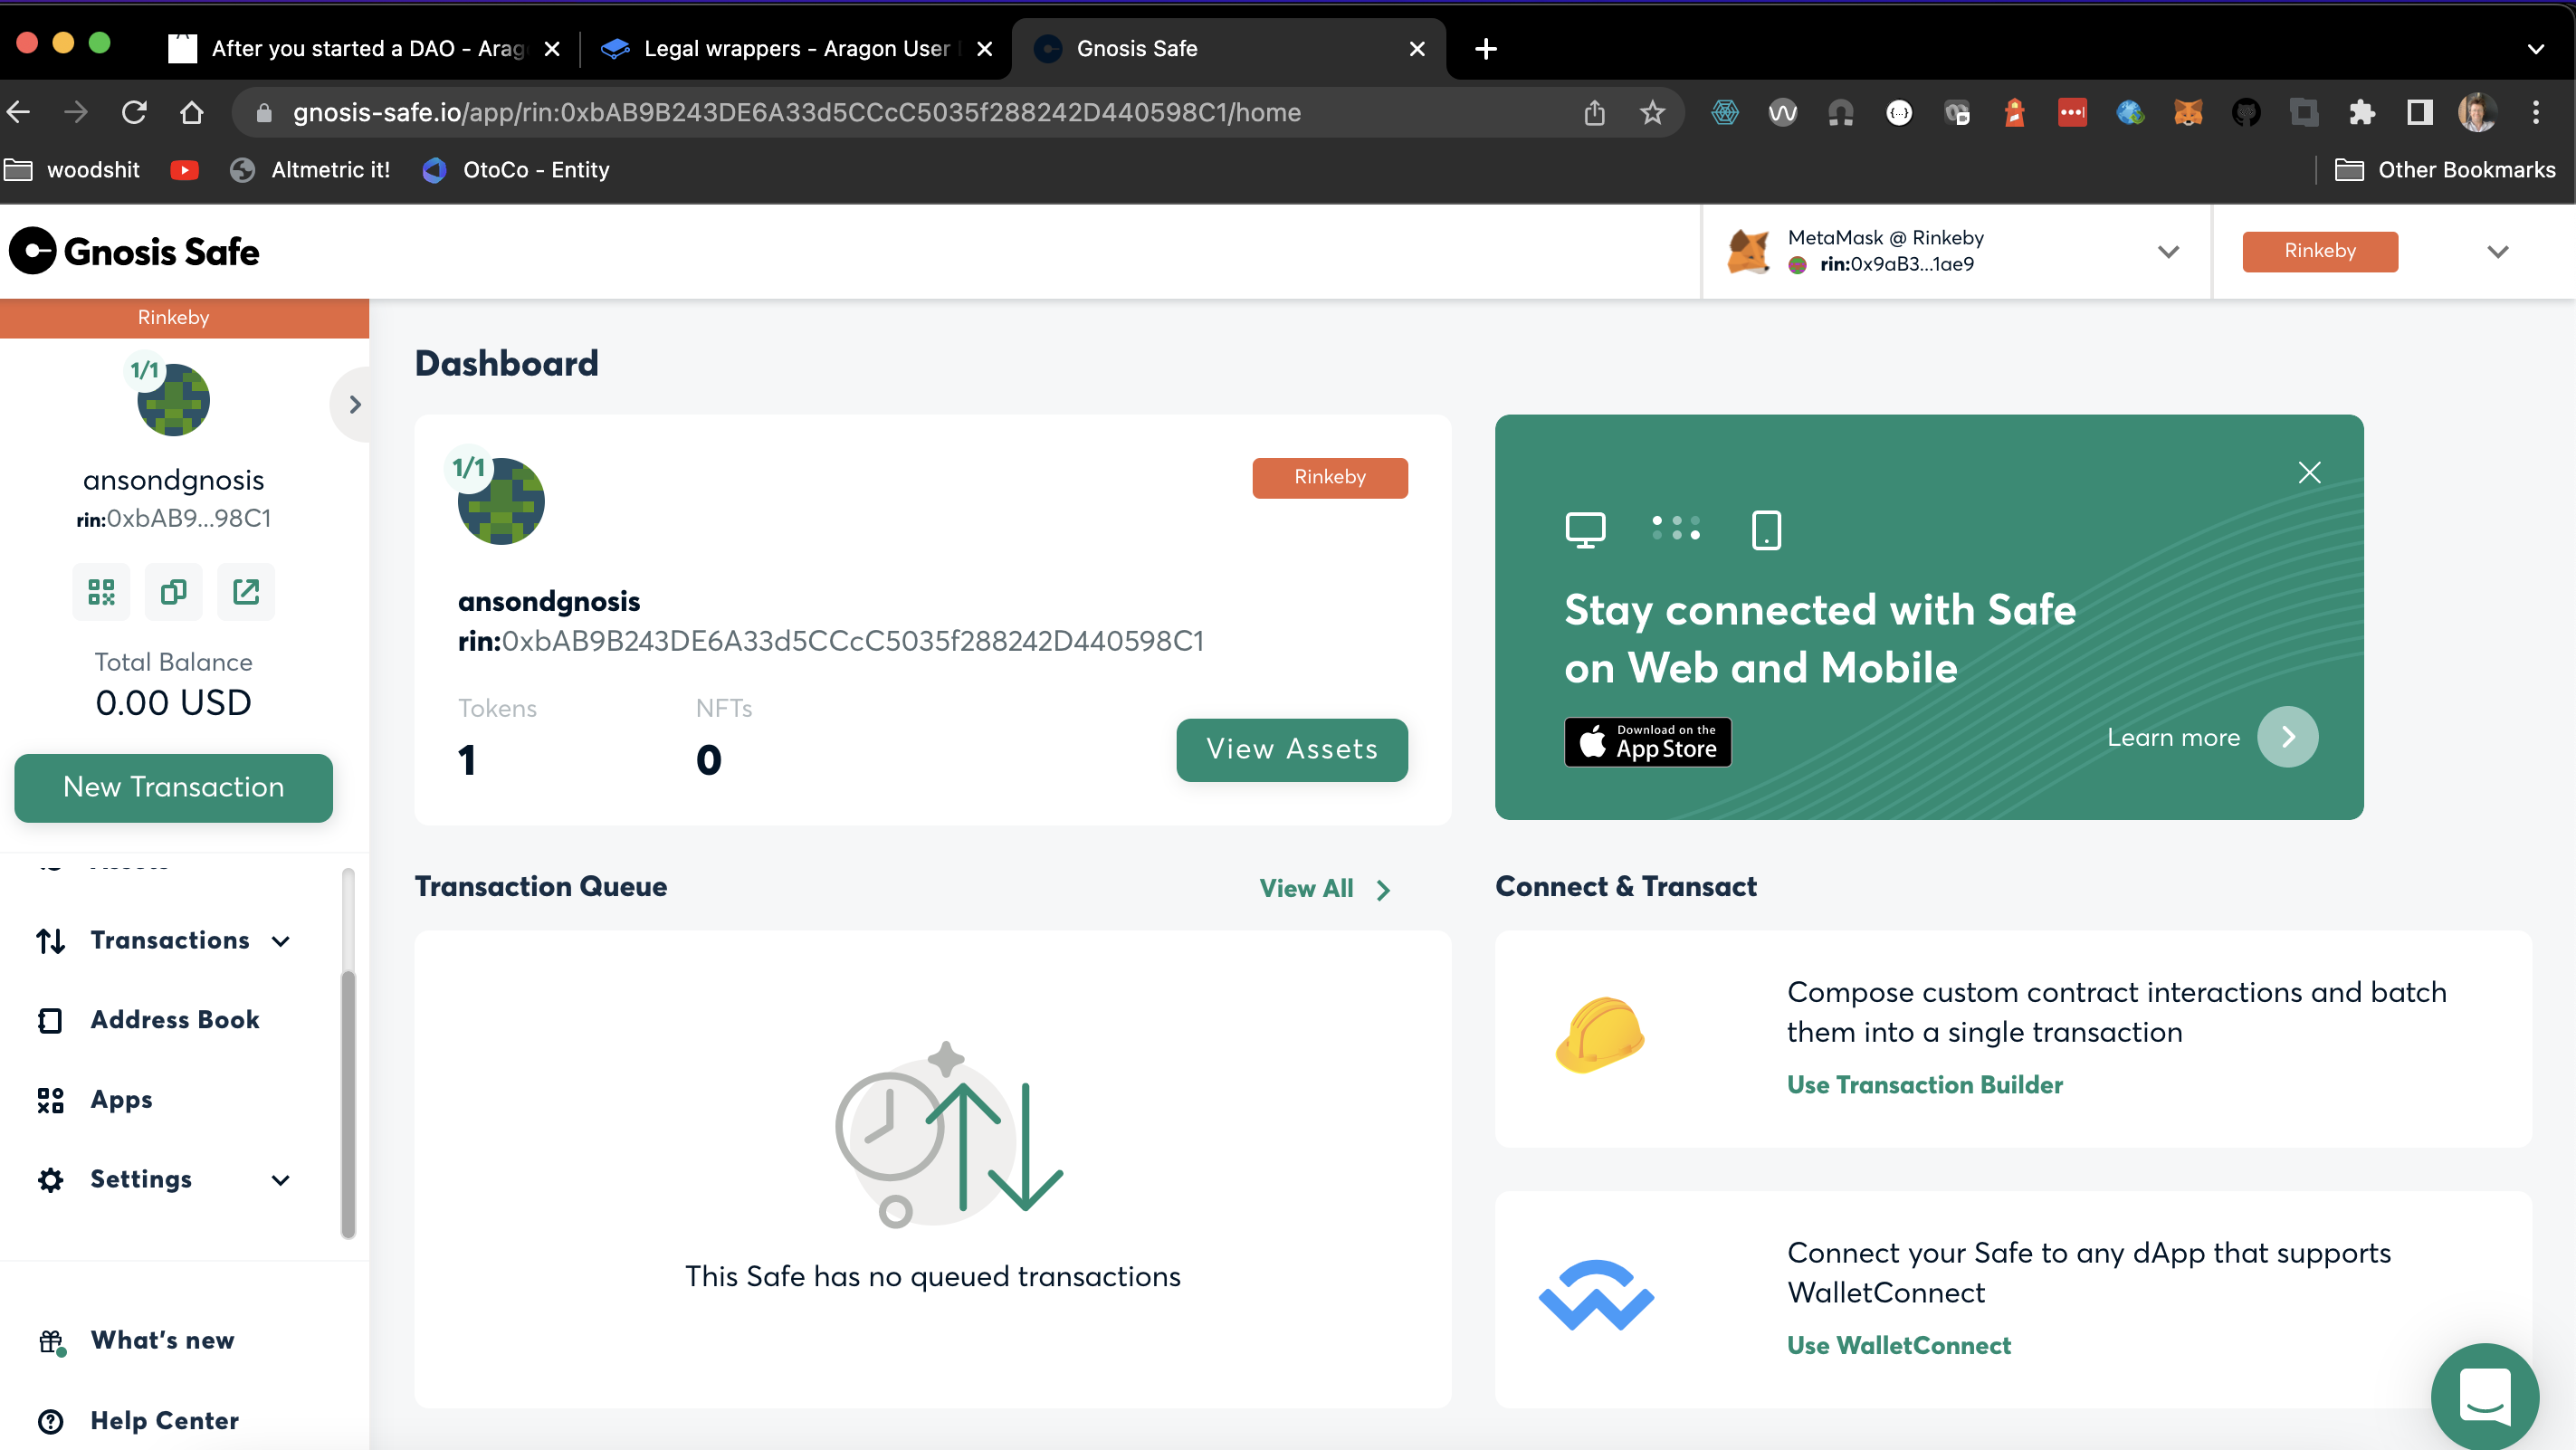 After you started a DAO - Arag
Legal wrappers - Aragon User
Gnosis Safe
gnosis-safe.io/app/rin:0xbAB9B243DE6A33d5CCcC5035f288242D440598C1/home
woodshit
Altmetric it!
OtoCo - Entity
Other Bookmarks
Gnosis Safe
MetaMask @ Rinkeby
rin:0x9aB3...1ae9
Rinkeby
Rinkeby
1/1
ansondgnosis
rin:0xbAB9...98C1
Total Balance
0.00 USD
New Transaction
Assets
Transactions
Address Book
Apps
Settings
What's new
Help Center
Dashboard
1/1
Rinkeby
ansondgnosis
rin:0xbAB9B243DE6A33d5CCcC5035f288242D440598C1
Tokens
NFTs
1
0
View Assets
Stay connected with Safe
on Web and Mobile
Download on the
App Store
Learn more
Transaction Queue
View All
This Safe has no queued transactions
Connect & Transact
Compose custom contract interactions and batch
them into a single transaction
Use Transaction Builder
Connect your Safe to any dApp that supports
WalletConnect
Use WalletConnect